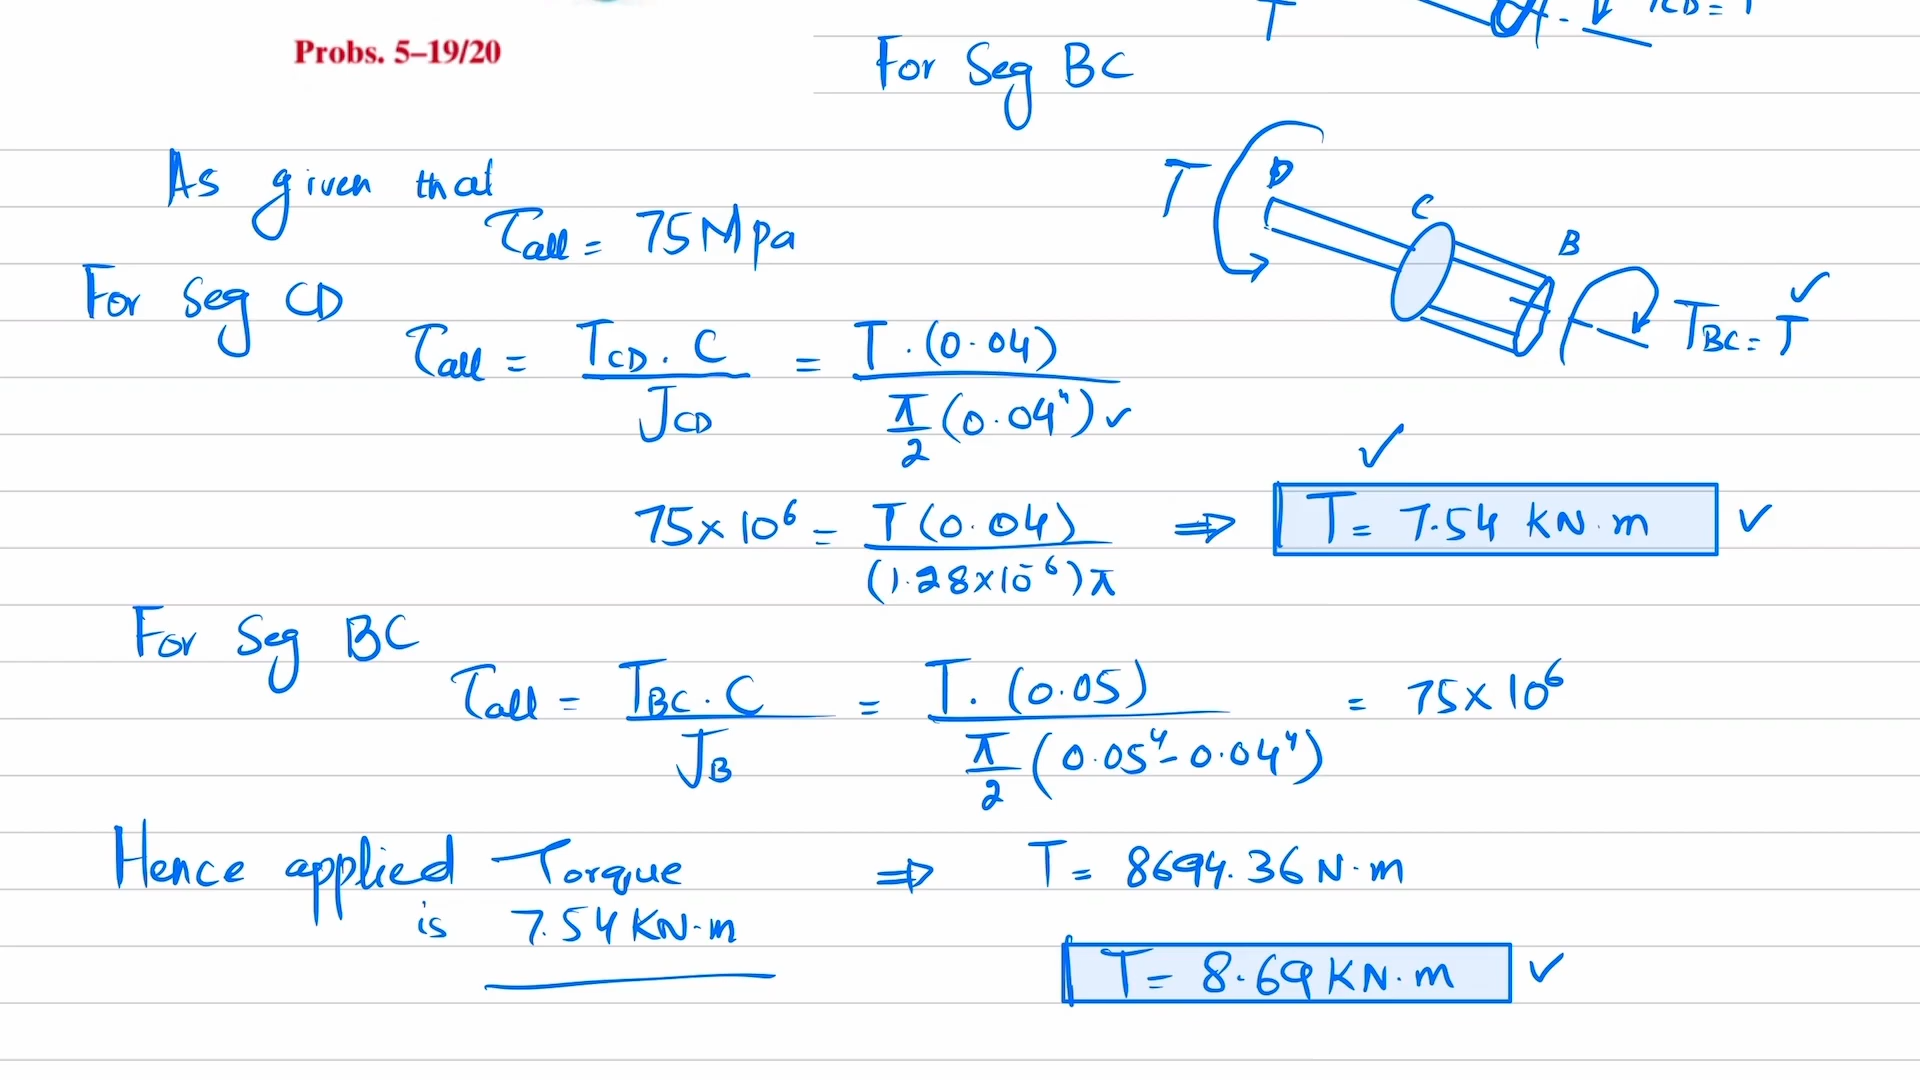 Probs. 5–19/20
T
TCD = T
For Seg BC
T
D
C
B
TBC = T
As given that
τall = 75 Mpa
For Seg CD
τall = TCD . C / JCD = T . (0.04) / π/2 (0.04⁴)
75 × 10⁶ = T (0.04) / (1.28 × 10⁻⁶) π ⇒ T = 7.54 KN.m
For Seg BC
τall = TBC . C / JB = T. (0.05) / π/2 (0.05⁴ - 0.04⁴) = 75 × 10⁶
Hence applied Torque
is 7.54 KN-m
⇒ T = 8694.36 N.m
T = 8.69 KN.m